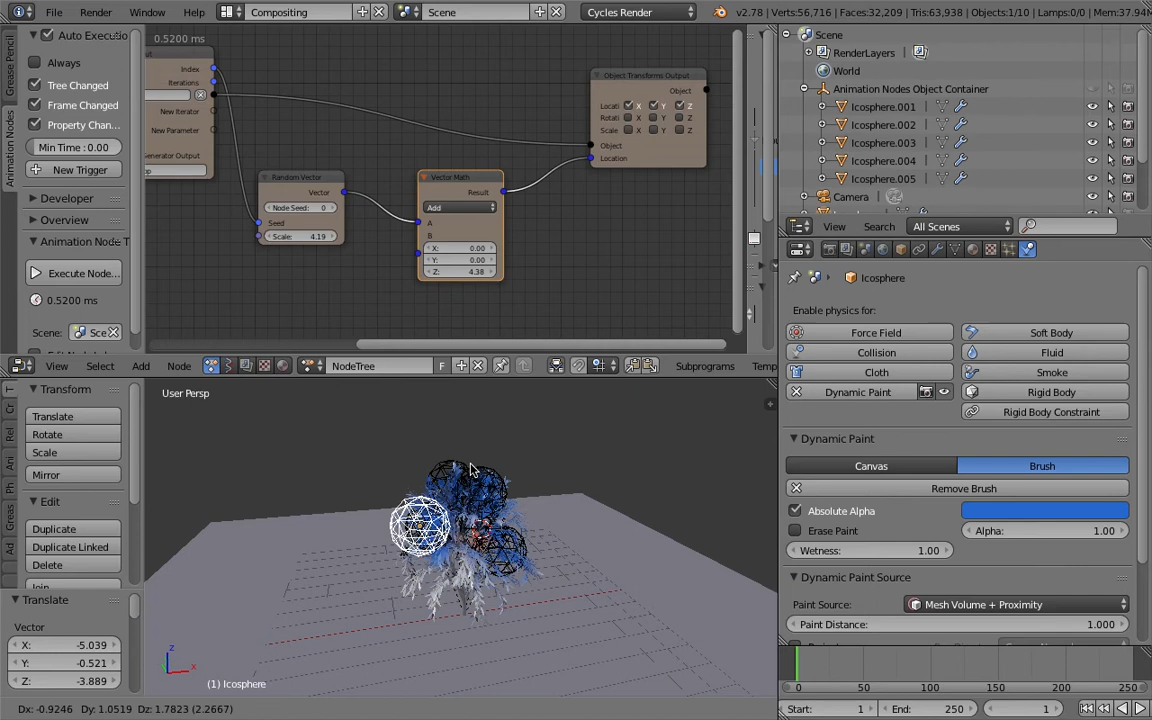 File Render Window Help Compositing Scene Cycles Render v2.78 | Verts:56,716 | Faces:32,209 | Tris:63,938 | Objects:1/10 | Lamps:0/0 | Mem:37.94M
Grease Pencil
Animation Nodes
Always
Tree Changed
Frame Changed
Property Chan...
Min Time : 0.00
New Trigger
Developer
Overview
Animation Node T
Execute Node...
0.5200 ms
Scene: Sce
0.5200 ms
Index
Iterations
New Iterator
New Parameter
Generator Output
Random Vector
Vector
Node Seed: 0
Seed
Scale: 4.19
Vector Math
Result
Add
A
B
X: 0.00
Y: 0.00
Z: 4.38
Object Transforms Output
Object
Locati X Y Z
Rotati X Y Z
Scale X Y Z
Object
Location
View Select Add Node NodeTree F Subprograms Temp
Transform
Translate
Rotate
Scale
Mirror
Edit
Duplicate
Duplicate Linked
Delete
Join
Translate
Vector
X: -5.039
Y: -0.521
Z: -3.889
User Persp
(1) Icosphere
Dx: -0.9246 Dy: 1.0519 Dz: 1.7823 (2.2667)
Scene
RenderLayers
World
Animation Nodes Object Container
Icosphere.001
Icosphere.002
Icosphere.003
Icosphere.004
Icosphere.005
Camera
View Search All Scenes
Icosphere
Enable physics for:
Force Field Soft Body
Collision Fluid
Cloth Smoke
Dynamic Paint Rigid Body
Rigid Body Constraint
Dynamic Paint
Canvas Brush
Remove Brush
Absolute Alpha
Erase Paint Alpha: 1.00
Wetness: 1.00
Dynamic Paint Source
Paint Source: Mesh Volume + Proximity
Paint Distance: 1.000
0 50 100 150 200 250
Start: 1 End: 250 1